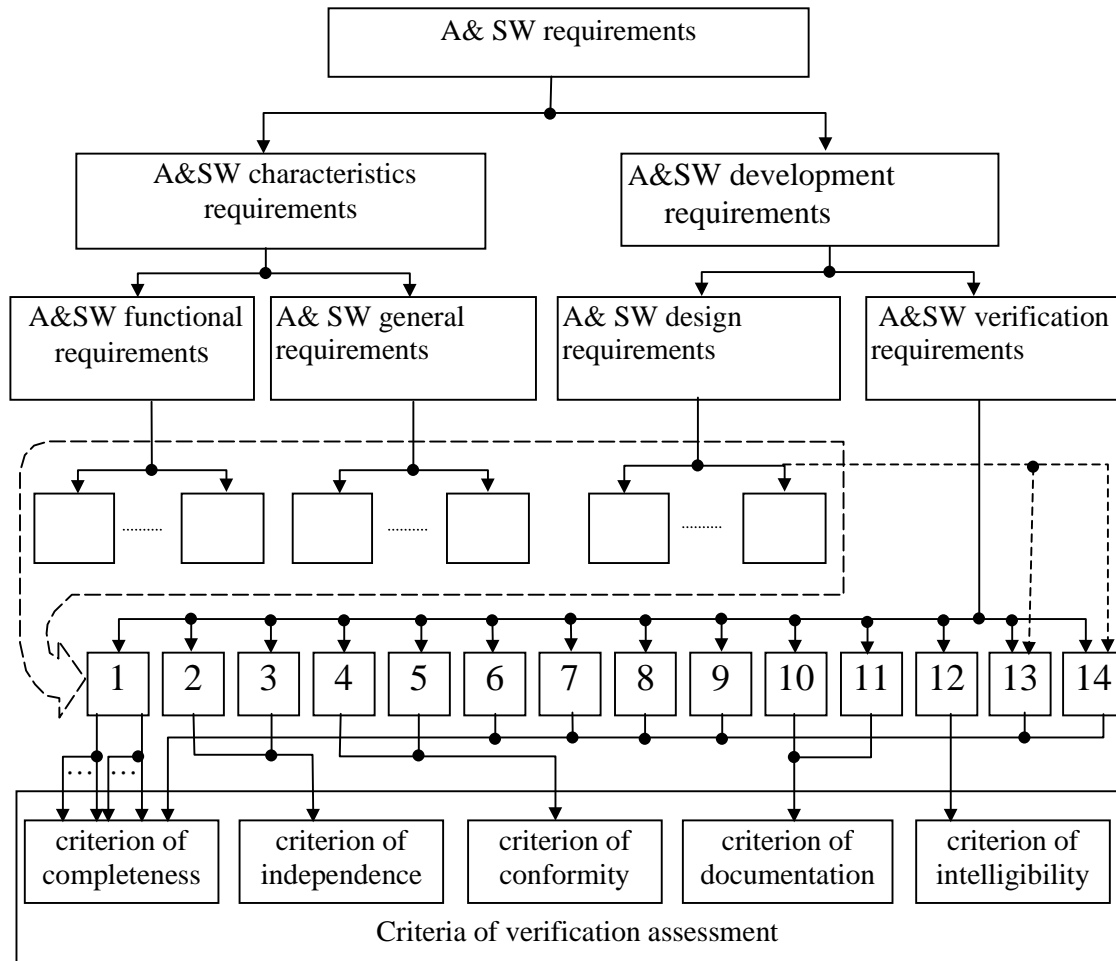 A& SW requirements
A&SW characteristics
requirements
A&SW development
requirements
A&SW functional
requirements
A& SW general
requirements
A& SW design
requirements
A&SW verification
requirements
..........
..........
..........
1 2 3 4 5 6 7 8 9 10 11 12 13 14
... ...
criterion of
completeness
criterion of
independence
criterion of
conformity
criterion of
documentation
criterion of
intelligibility
Criteria of verification assessment